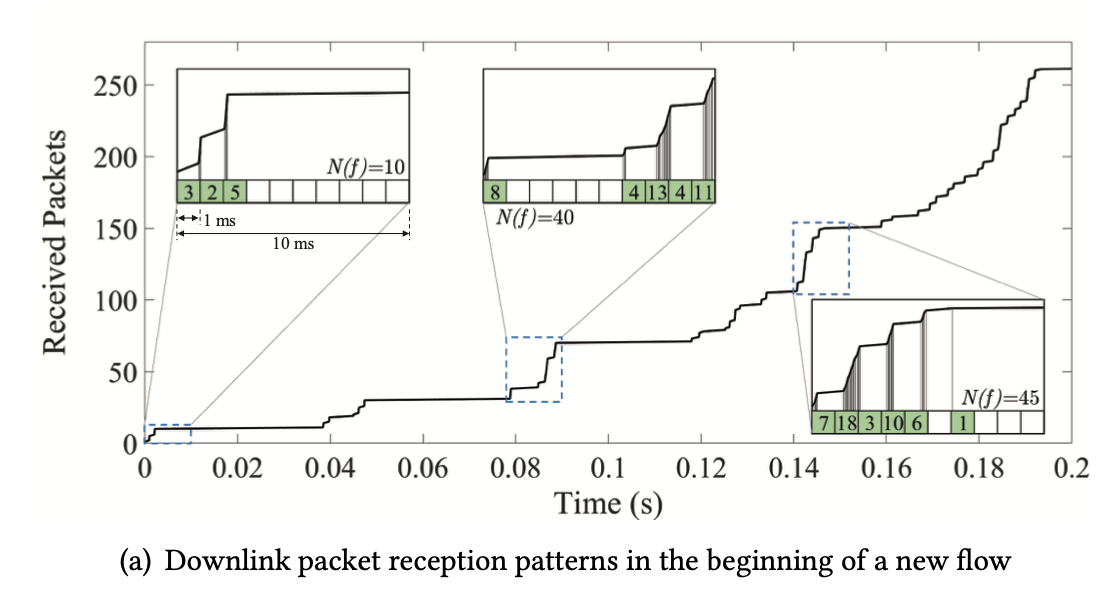 Received Packets
250
200
150
100
50
0
N(f)=10
3 2 5
1 ms
10 ms
8 4 13 4 11
N(f)=40
N(f)=45
7 18 3 10 6 1
0 0.02 0.04 0.06 0.08 0.1 0.12 0.14 0.16 0.18 0.2
Time (s)
(a) Downlink packet reception patterns in the beginning of a new flow